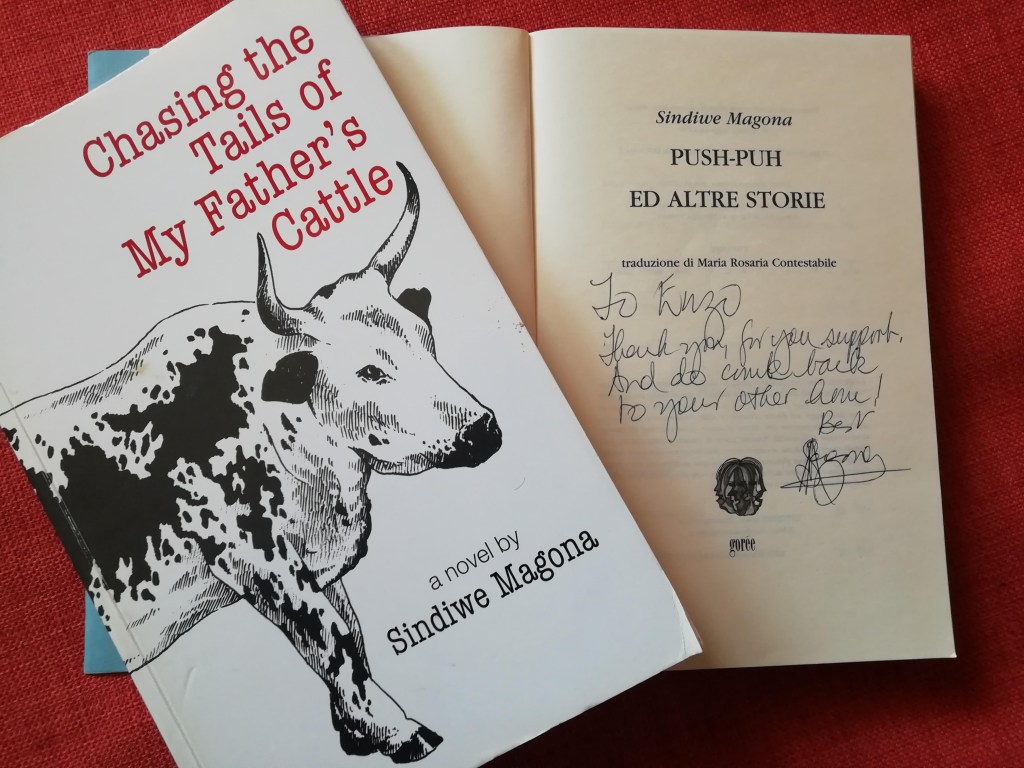 Chasing the
Tails of
My Father's
Cattle
a novel by
Sindiwe Magona
Sindiwe Magona
PUSH-PUH
ED ALTRE STORIE
traduzione di Maria Rosaria Contestabile
To Enzo
Thank you, for you support.
And do come back
to your other home!
Best
Magona
gorée